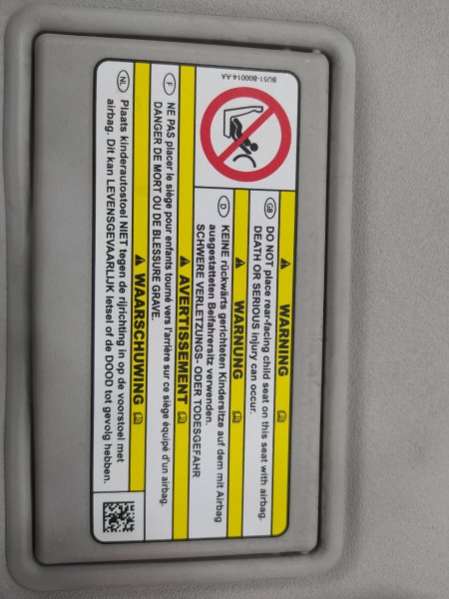 BU51-B00014-AA
WARNING
GB DO NOT place rear-facing child seat on this seat with airbag.
DEATH OR SERIOUS injury can occur.
WARNUNG
D KEINE rückwärts gerichteten Kindersitze auf dem mit Airbag
ausgestatteten Beifahrersitz verwenden.
SCHWERE VERLETZUNGS- ODER TODESGEFAHR
AVERTISSEMENT
F NE PAS placer le siège pour enfants tourné vers l'arrière sur ce siège équipé d'un airbag.
DANGER DE MORT OU DE BLESSURE GRAVE.
WAARSCHUWING
NL Plaats kinderautostoel NIET tegen de rijrichting in op de voorstoel met
airbag. Dit kan LEVENSGEVAARLIJK letsel of de DOOD tot gevolg hebben.